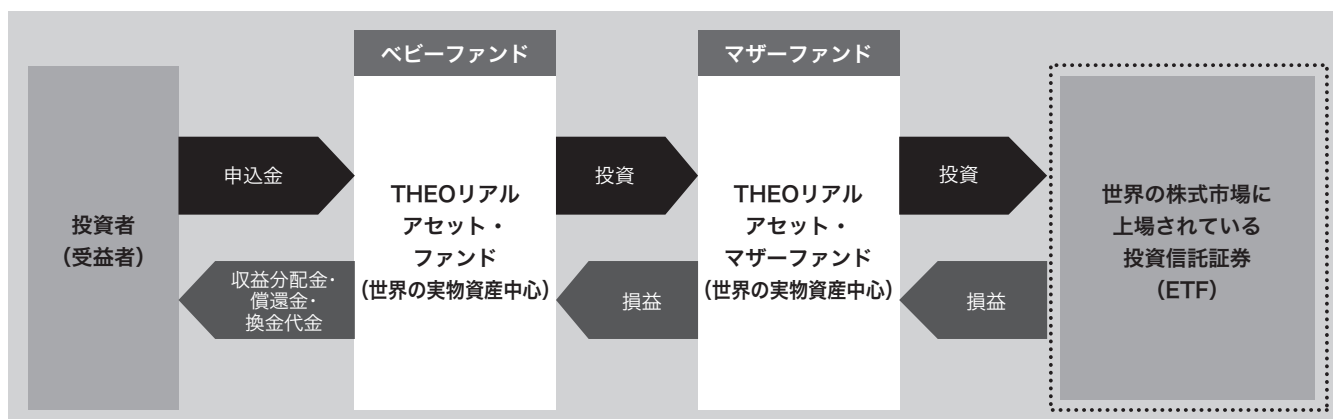 投資者
(受益者)
申込金
収益分配金・
償還金・
換金代金
ベビーファンド
THEOリアル
アセット・
ファンド
(世界の実物資産中心)
投資
損益
マザーファンド
THEOリアル
アセット・
マザーファンド
(世界の実物資産中心)
投資
損益
世界の株式市場に
上場されている
投資信託証券
(ETF)